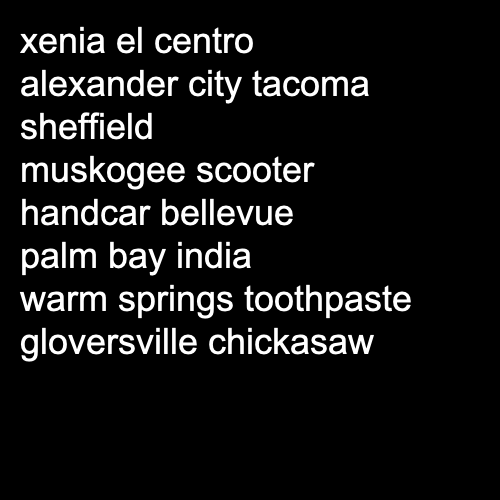 xenia el centro
alexander city tacoma
sheffield
muskogee scooter
handcar bellevue
palm bay india
warm springs toothpaste
gloversville chickasaw